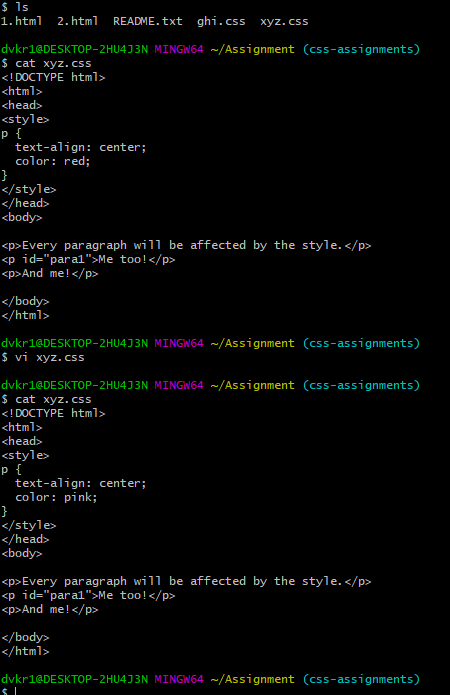 $ ls
1.html  2.html  README.txt  ghi.css  xyz.css

dvkr1@DESKTOP-2HU4J3N MINGW64 ~/Assignment (css-assignments)
$ cat xyz.css
<!DOCTYPE html>
<html>
<head>
<style>
p {
  text-align: center;
  color: red;
}
</style>
</head>
<body>

<p>Every paragraph will be affected by the style.</p>
<p id="para1">Me too!</p>
<p>And me!</p>

</body>
</html>

dvkr1@DESKTOP-2HU4J3N MINGW64 ~/Assignment (css-assignments)
$ vi xyz.css

dvkr1@DESKTOP-2HU4J3N MINGW64 ~/Assignment (css-assignments)
$ cat xyz.css
<!DOCTYPE html>
<html>
<head>
<style>
p {
  text-align: center;
  color: pink;
}
</style>
</head>
<body>

<p>Every paragraph will be affected by the style.</p>
<p id="para1">Me too!</p>
<p>And me!</p>

</body>
</html>

dvkr1@DESKTOP-2HU4J3N MINGW64 ~/Assignment (css-assignments)
$